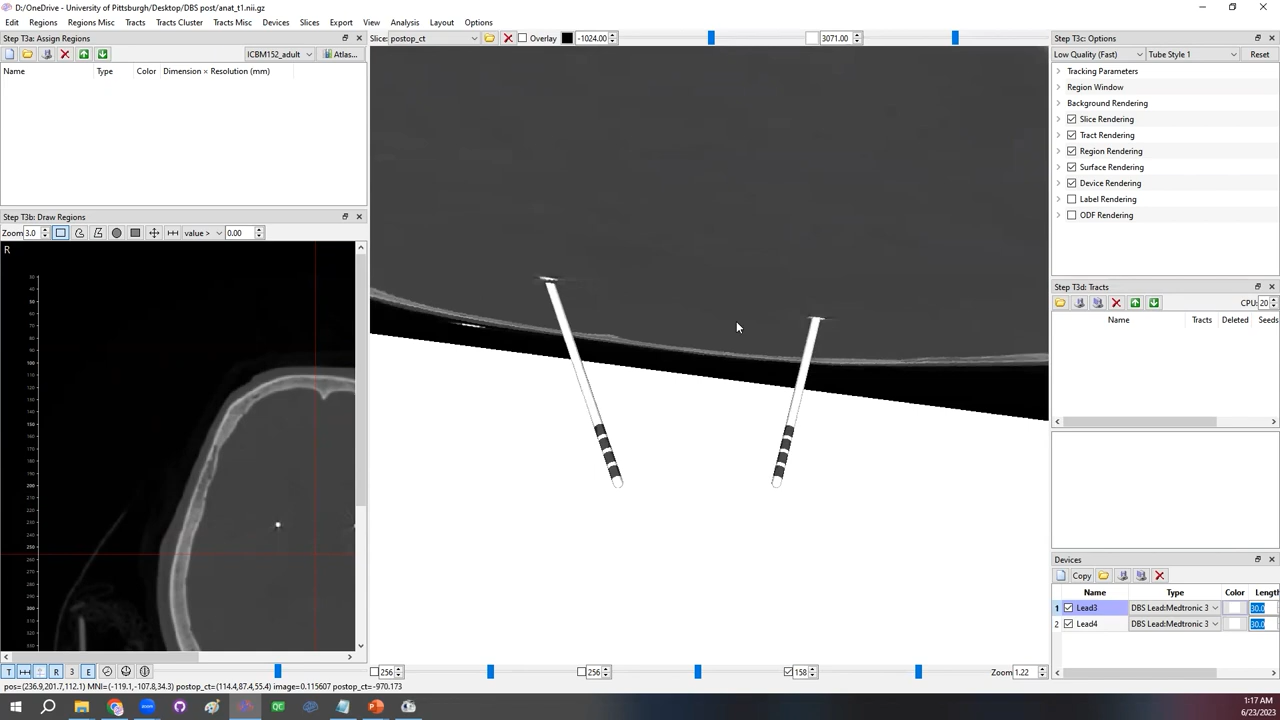 D:/OneDrive - University of Pittsburgh/Desktop/DBS post/anat_t1.nii.gz
Edit Regions Regions Misc Tracts Tracts Cluster Tracts Misc Devices Slices Export View Analysis Layout Options
Step T3a: Assign Regions
ICBM152_adult Atlas...
Name Type Color Dimension × Resolution (mm)
Slice: postop_ct Overlay -1024.00 3071.00
Step T3c: Options
Low Quality (Fast) Tube Style 1 Reset
Tracking Parameters
Region Window
Background Rendering
Slice Rendering
Tract Rendering
Region Rendering
Surface Rendering
Device Rendering
Label Rendering
ODF Rendering
Step T3b: Draw Regions
Zoom 3.0 value > 0.00
R
Step T3d: Tracts
CPU: 20
Name Tracts Deleted Seeds
Devices
Copy
Name Type Color Length
1 Lead3 DBS Lead:Medtronic 3 30.0
2 Lead4 DBS Lead:Medtronic 3 30.0
T R 3 E
256 256 158 Zoom 1.22
pos=(236.9,201.7,112.1) MNI=(-119.1,-107.8,34.3) postop_ct=(114.4,87.4,55.4) image=0.115607 postop_ct=-970.173
QC
1:17 AM
6/23/2023